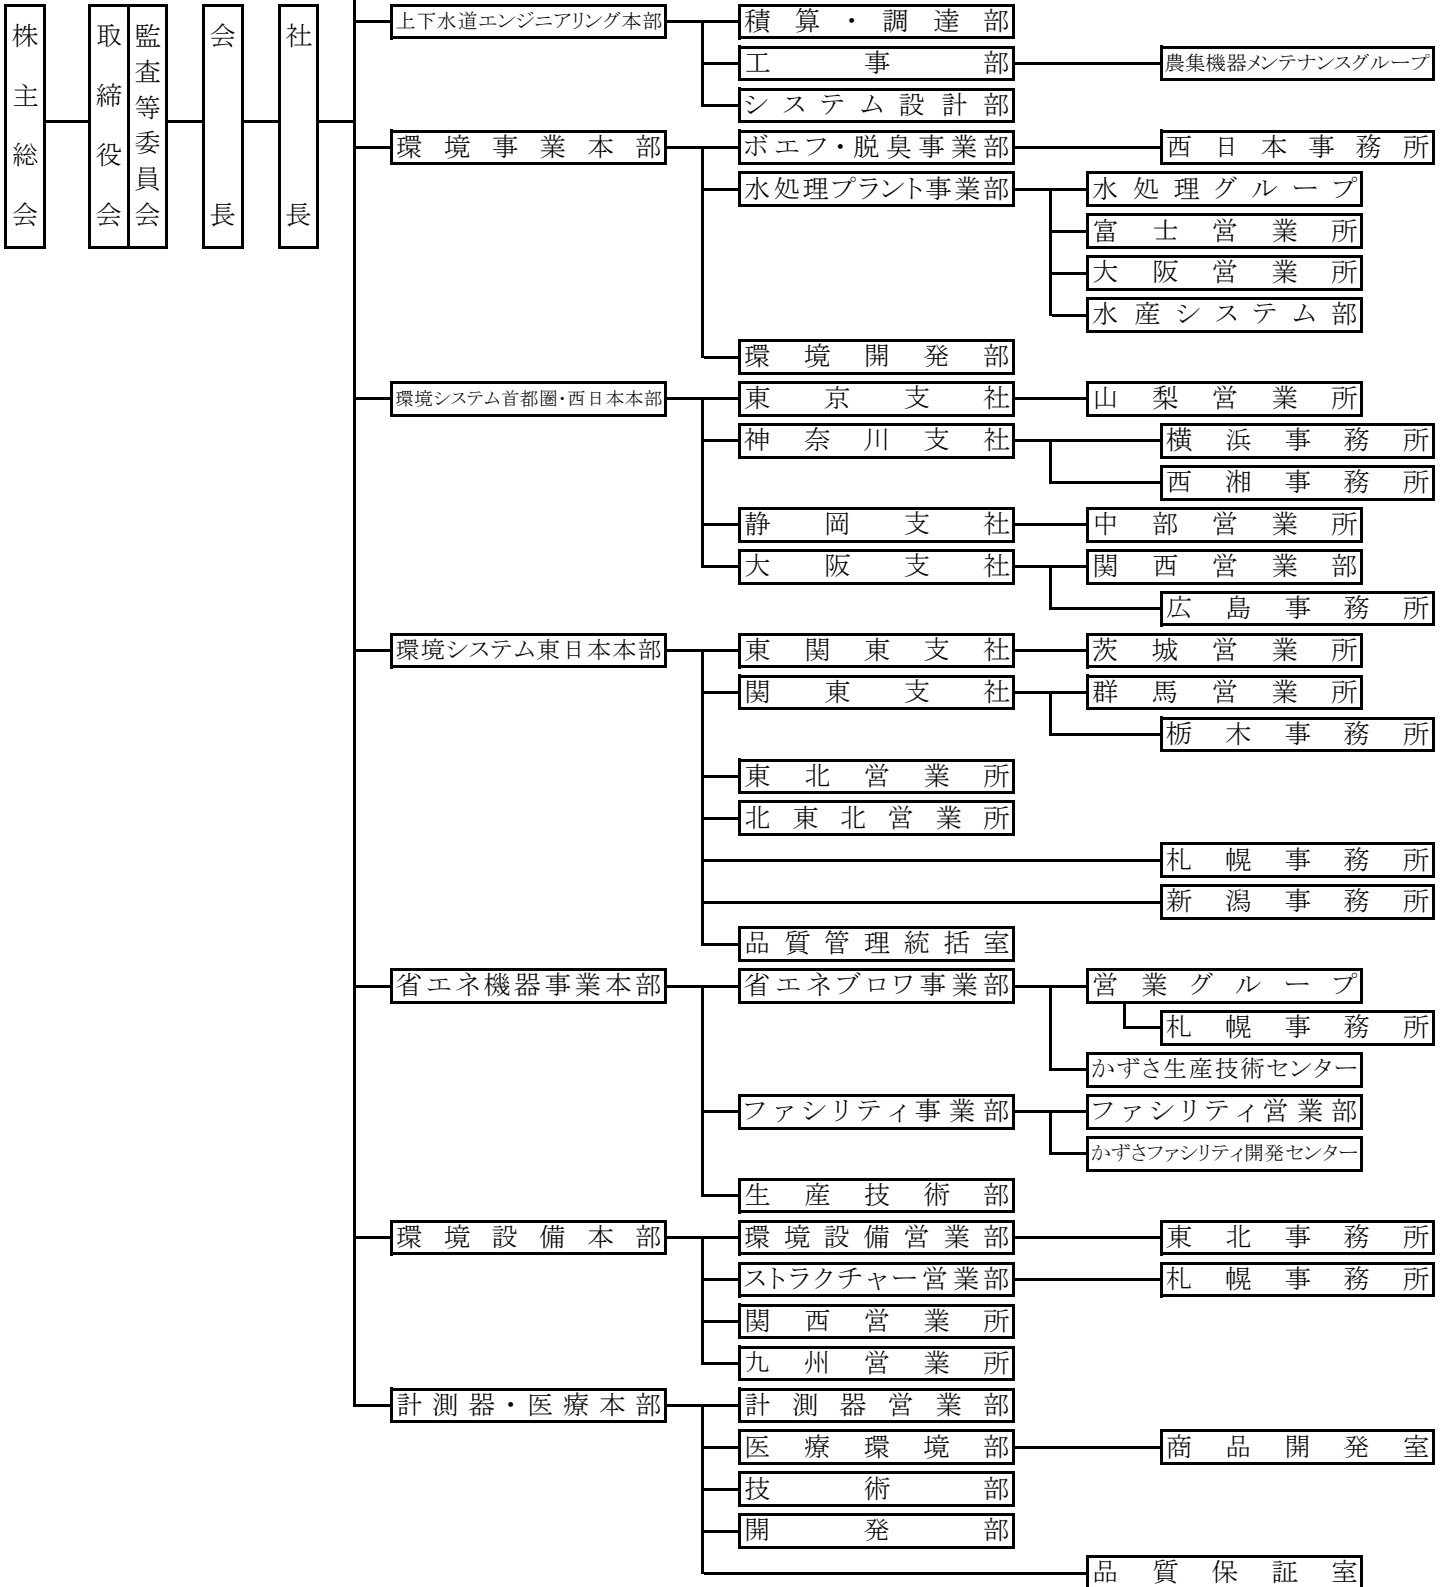 株主総会
取締役会
監査等委員会
会長
社長
上下水道エンジニアリング本部
積算・調達部
工事部
農集機器メンテナンスグループ
システム設計部
環境事業本部
ボエフ・脱臭事業部
西日本事務所
水処理プラント事業部
水処理グループ
富士営業所
大阪営業所
水産システム部
環境開発部
環境システム首都圏・西日本本部
東京支社
山梨営業所
神奈川支社
横浜事務所
西湘事務所
静岡支社
中部営業所
大阪支社
関西営業部
広島事務所
環境システム東日本本部
東関東支社
茨城営業所
関東支社
群馬営業所
栃木事務所
東北営業所
北東北営業所
札幌事務所
新潟事務所
品質管理統括室
省エネ機器事業本部
省エネブロワ事業部
営業グループ
札幌事務所
かずさ生産技術センター
ファシリティ事業部
ファシリティ営業部
かずさファシリティ開発センター
生産技術部
環境設備本部
環境設備営業部
東北事務所
ストラクチャー営業部
札幌事務所
関西営業所
九州営業所
計測器・医療本部
計測器営業部
医療環境部
商品開発室
技術部
開発部
品質保証室